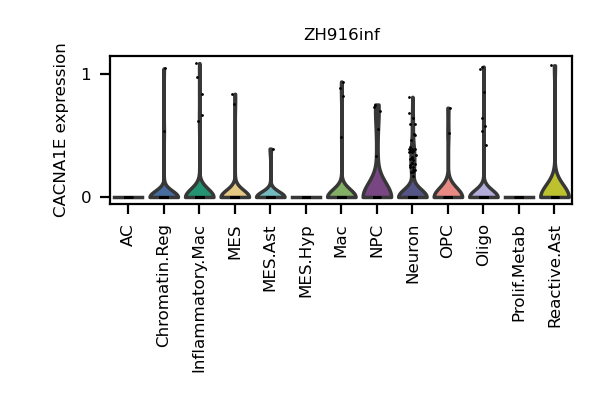 ZH916inf
CACNA1E expression
1
0
AC
Chromatin.Reg
Inflammatory.Mac
MES
MES.Ast
MES.Hyp
Mac
NPC
Neuron
OPC
Oligo
Prolif.Metab
Reactive.Ast